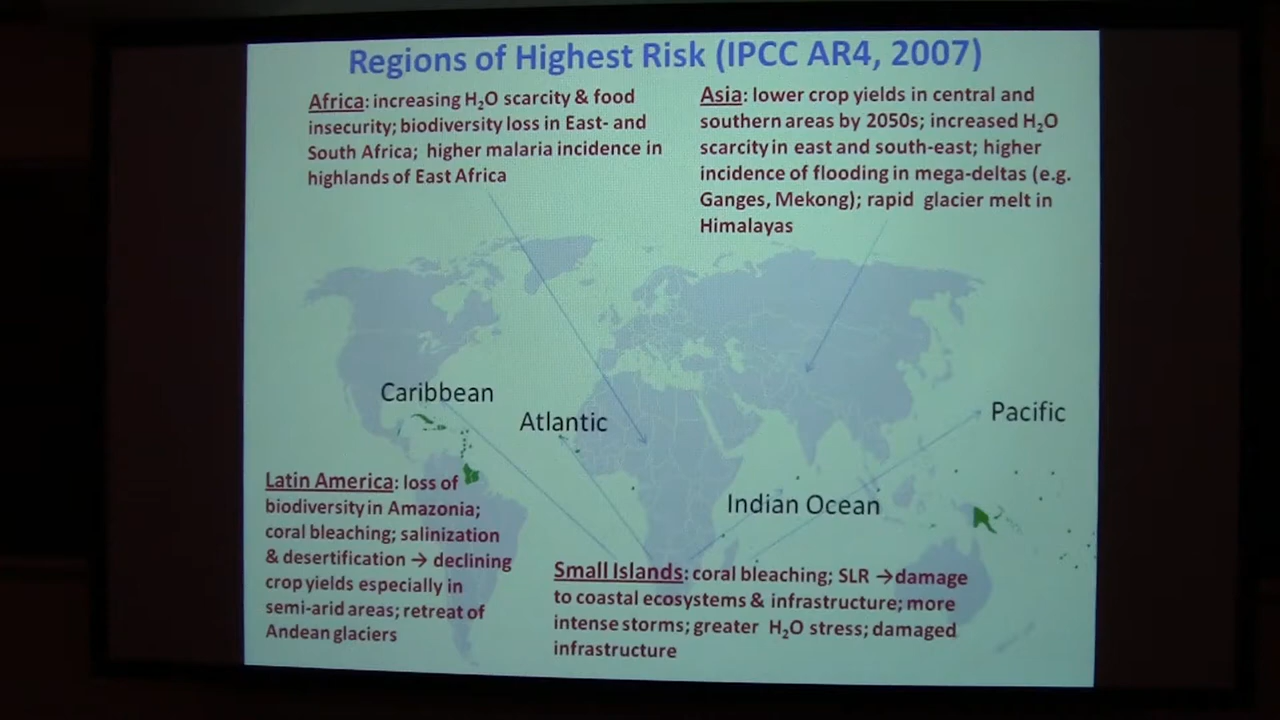 Regions of Highest Risk (IPCC AR4, 2007)
Africa: increasing H₂O scarcity & food
insecurity; biodiversity loss in East- and
South Africa; higher malaria incidence in
highlands of East Africa
Asia: lower crop yields in central and
southern areas by 2050s; increased H₂O
scarcity in east and south-east; higher
incidence of flooding in mega-deltas (e.g.
Ganges, Mekong); rapid glacier melt in
Himalayas
Caribbean
Atlantic
Pacific
Indian Ocean
Latin America: loss of
biodiversity in Amazonia;
coral bleaching; salinization
& desertification → declining
crop yields especially in
semi-arid areas; retreat of
Andean glaciers
Small Islands: coral bleaching; SLR →damage
to coastal ecosystems & infrastructure; more
intense storms; greater H₂O stress; damaged
infrastructure